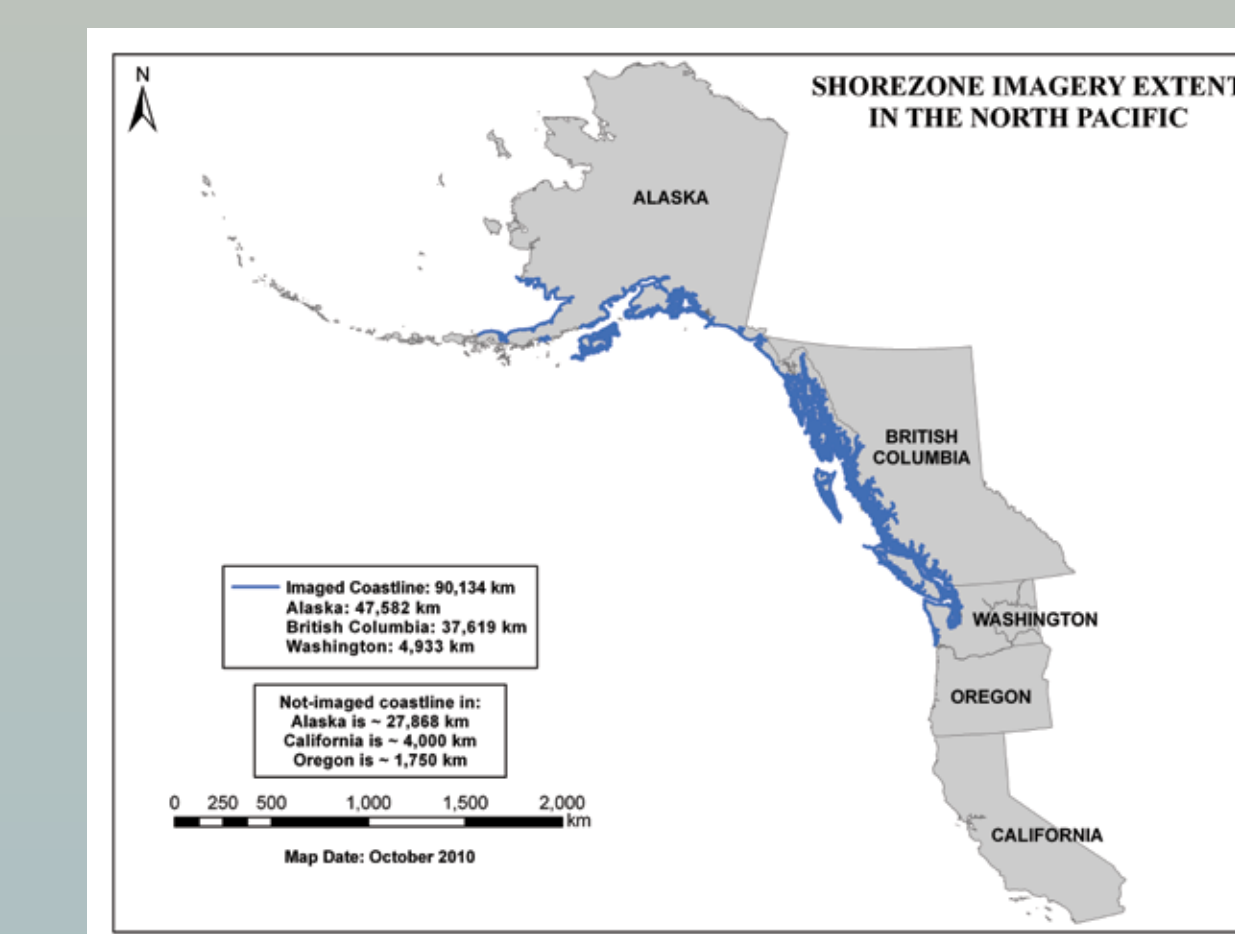 N
SHOREZONE IMAGERY EXTENT
IN THE NORTH PACIFIC
ALASKA
BRITISH
COLUMBIA
WASHINGTON
OREGON
CALIFORNIA
Imaged Coastline: 90,134 km
Alaska: 47,582 km
British Columbia: 37,619 km
Washington: 4,933 km
Not-imaged coastline in:
Alaska is ~ 27,868 km
California is ~ 4,000 km
Oregon is ~ 1,750 km
0 250 500 1,000 1,500 2,000
km
Map Date: October 2010